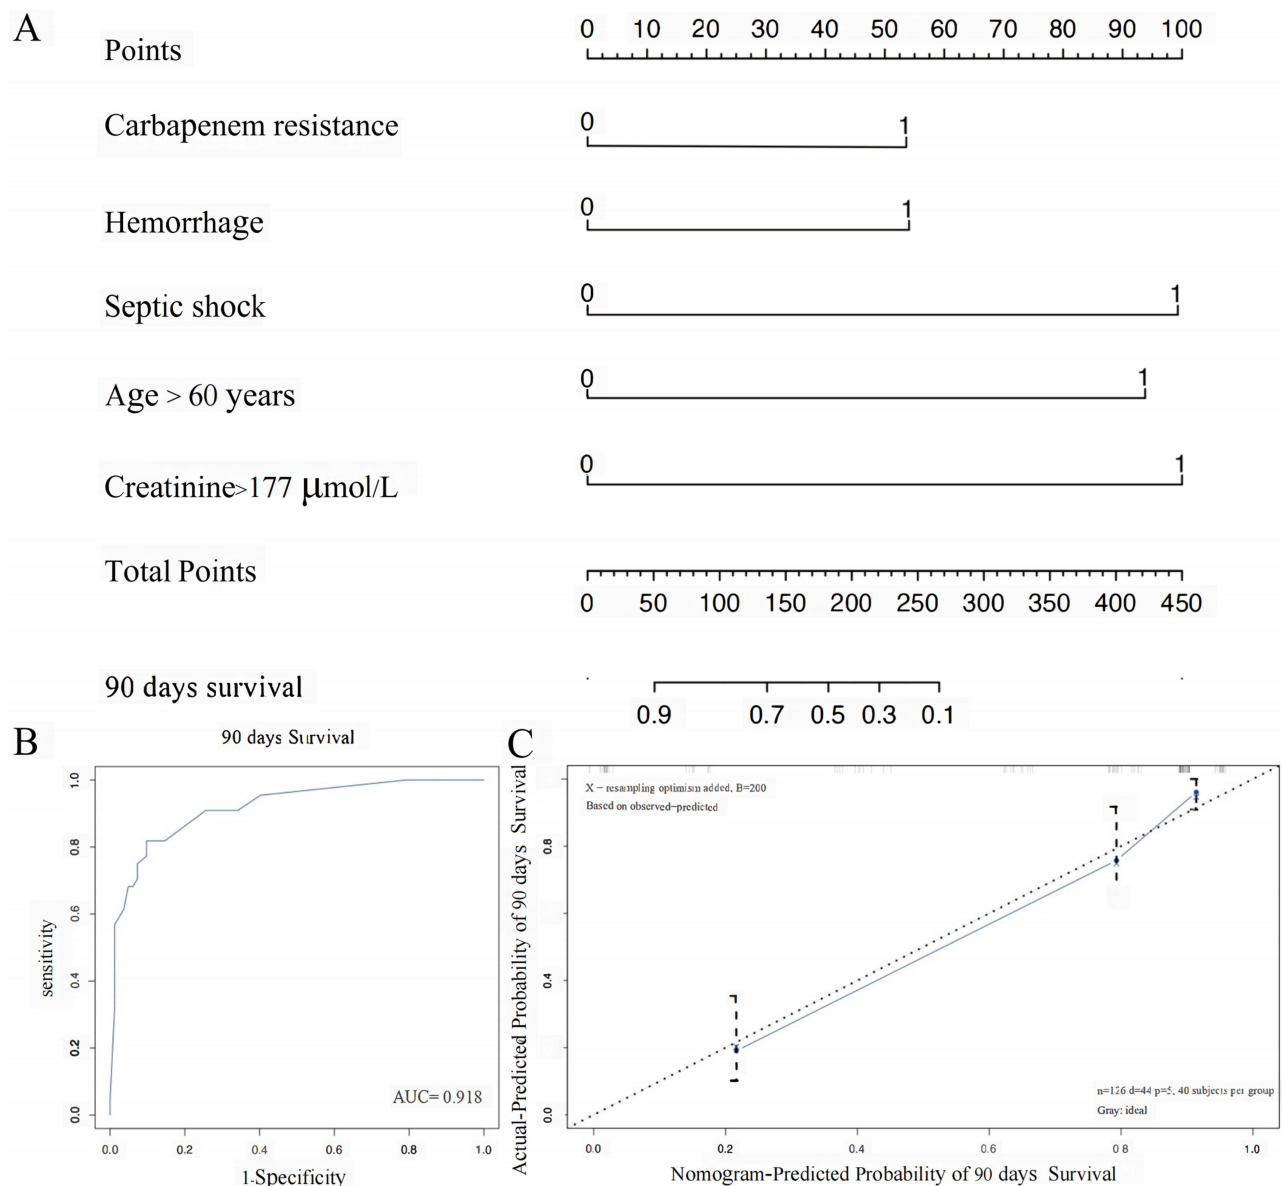 A
Points
0 10 20 30 40 50 60 70 80 90 100
Carbapenem resistance
0 1
Hemorrhage
0 1
Septic shock
0 1
Age > 60 years
0 1
Creatinine>177 μmol/L
0 1
Total Points
0 50 100 150 200 250 300 350 400 450
90 days survival
0.9 0.7 0.5 0.3 0.1
B
90 days Survival
sensitivity
1.0
0.8
0.6
0.4
0.2
0.0
AUC= 0.918
0.0 0.2 0.4 0.6 0.8 1.0
1-Specificity
C
Actual-Predicted Probability of 90 days Survival
X − resampling optimism added, B=200
Based on observed−predicted
0.8
0.4
0.0
n=126 d=44 p=5, 40 subjects per group
Gray: ideal
0.0 0.2 0.4 0.6 0.8 1.0
Nomogram-Predicted Probability of 90 days Survival